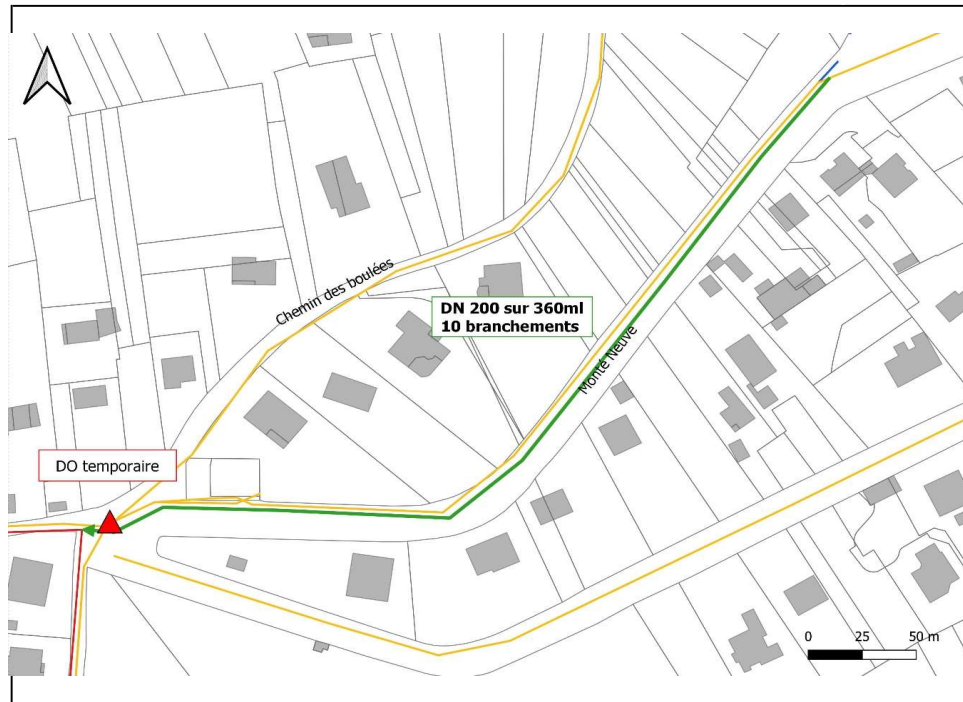 Chemin des boulées
DN 200 sur 360ml
10 branchements
Monté Neuve
DO temporaire
0 25 50 m